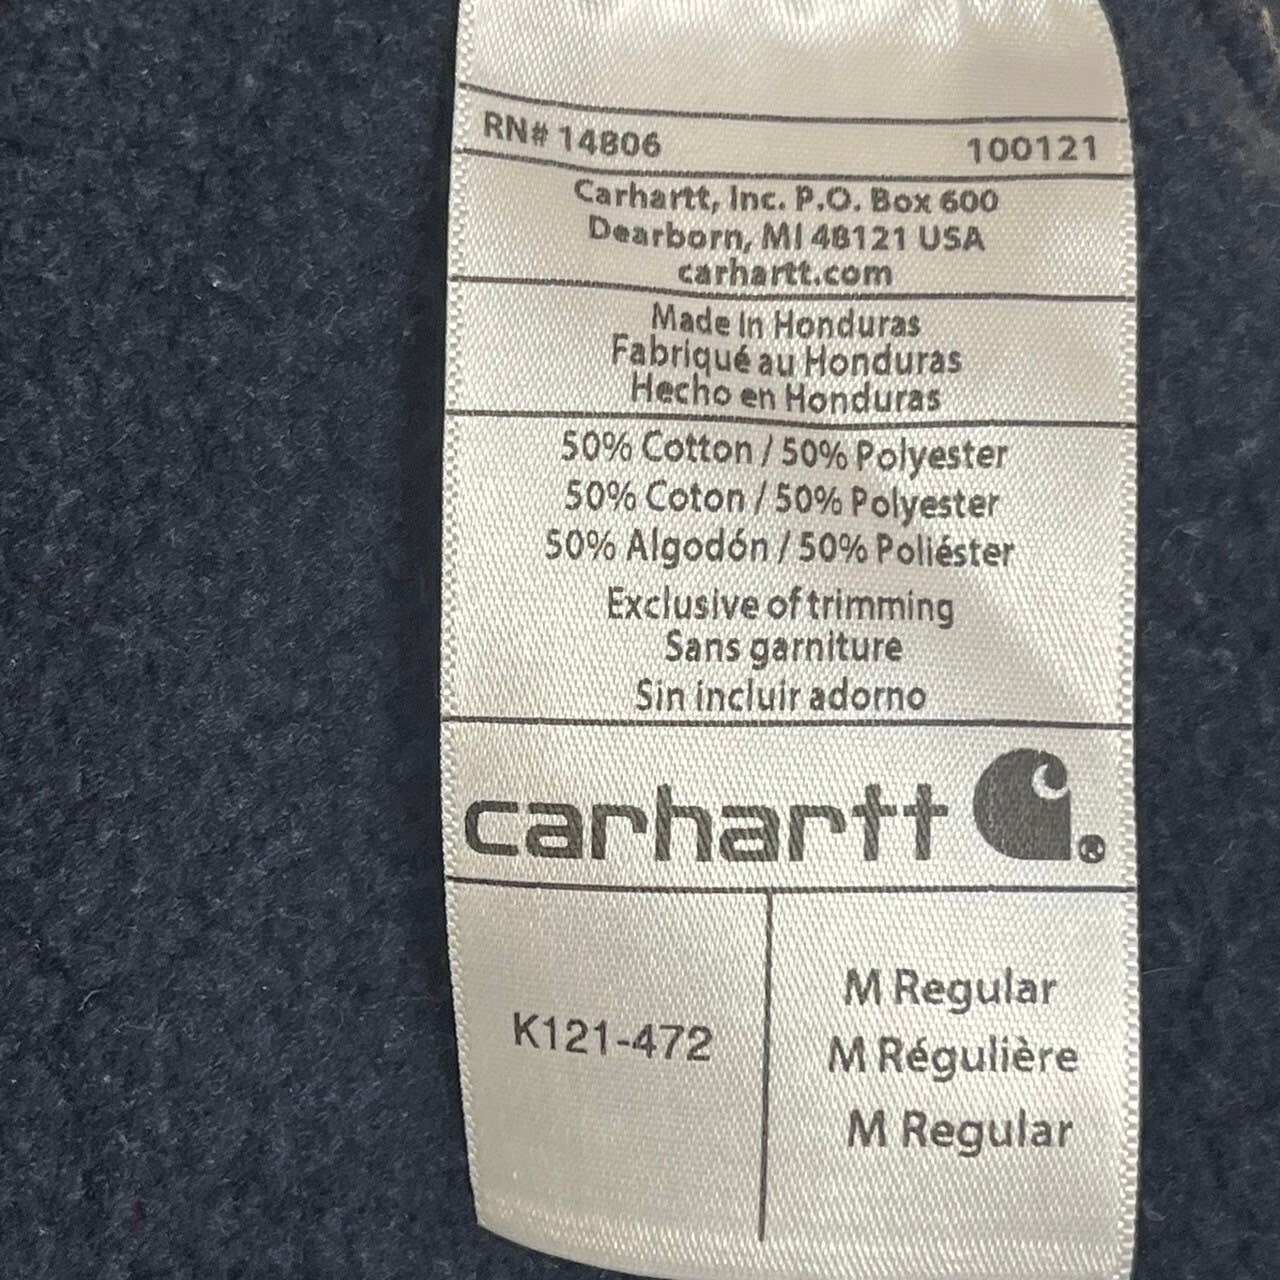 RN# 14806 100121
Carhartt, Inc. P.O. Box 600
Dearborn, MI 48121 USA
carhartt.com
Made In Honduras
Fabriqué au Honduras
Hecho en Honduras
50% Cotton / 50% Polyester
50% Coton / 50% Polyester
50% Algodón / 50% Poliéster
Exclusive of trimming
Sans garniture
Sin incluir adorno
carhartt ®
K121-472
M Regular
M Régulière
M Regular